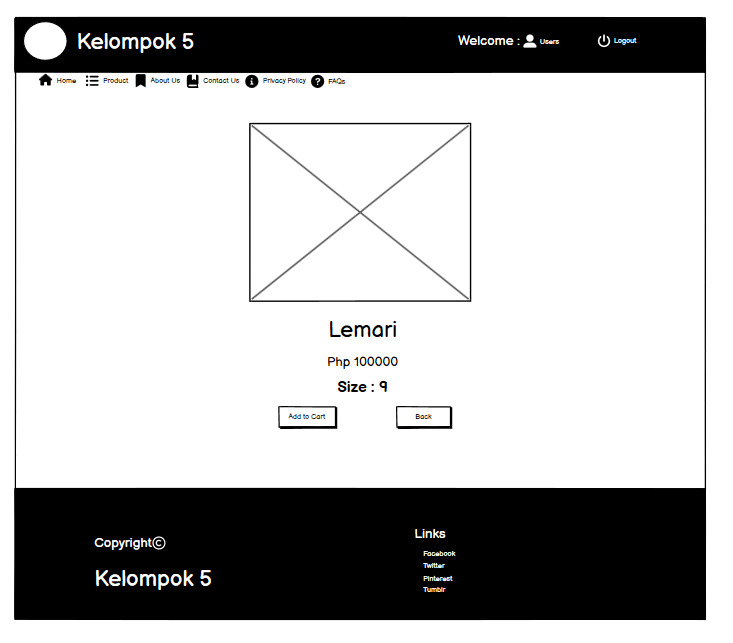 Kelompok 5
Welcome : Users
Logout
Home Product About Us Contact Us Privacy Policy FAQs
Lemari
Php 100000
Size : 9
Add to Cart
Back
Copyright©
Kelompok 5
Links
Facebook
Twitter
Pinterest
Tumblr